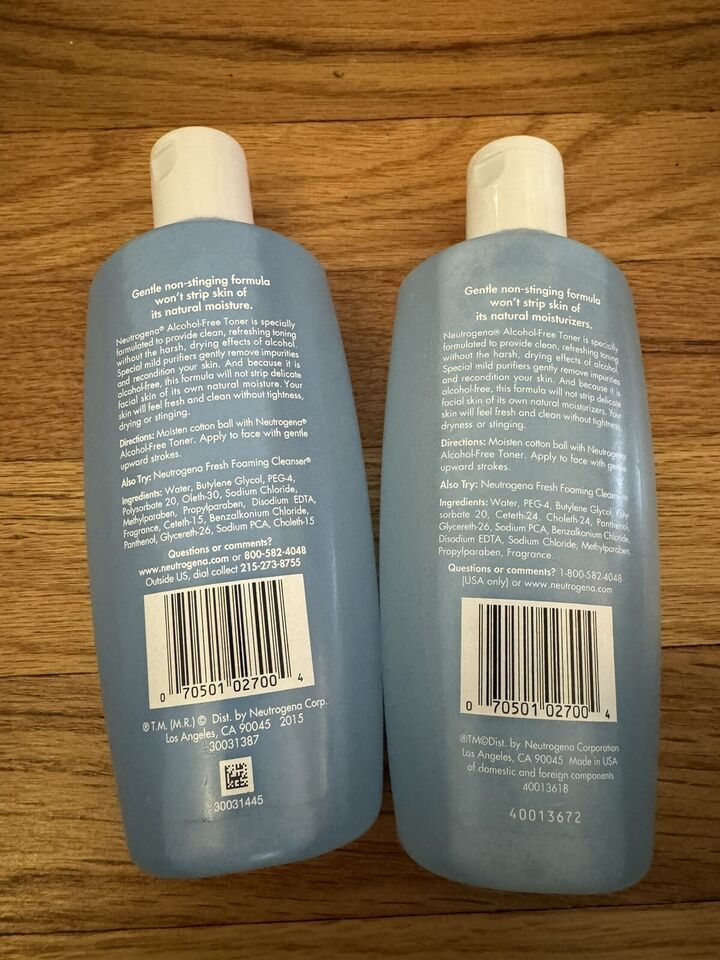 Gentle non-stinging formula
won't strip skin of
its natural moisture.
Neutrogena® Alcohol-Free Toner is specially
formulated to provide clean, refreshing toning
without the harsh, drying effects of alcohol.
Special mild purifiers gently remove impurities
and recondition your skin. And because it is
alcohol-free, this formula will not strip delicate
facial skin of its own natural moisture. Your
skin will feel fresh and clean without tightness,
drying or stinging.
Directions: Moisten cotton ball with Neutrogena®
Alcohol-Free Toner. Apply to face with gentle
upward strokes.
Also Try: Neutrogena Fresh Foaming Cleanser®
Ingredients: Water, Butylene Glycol, PEG-4,
Polysorbate 20, Oleth-30, Sodium Chloride,
Methylparaben, Propylparaben, Disodium EDTA,
Fragrance, Ceteth-15, Benzalkonium Chloride,
Panthenol, Glycereth-26, Sodium PCA, Choleth-15
Questions or comments?
www.neutrogena.com or 800-582-4048
Outside US, dial collect 215-273-8755
0 70501 02700 4
®T.M. (M.R.) © Dist. by Neutrogena Corp.
Los Angeles, CA 90045 2015
30031387
30031445
Gentle non-stinging formula
won't strip skin of
its natural moisturizers.
Neutrogena® Alcohol-Free Toner is specially
formulated to provide clean, refreshing toning
without the harsh, drying effects of alcohol.
Special mild purifiers gently remove impurities
and recondition your skin. And because it is
alcohol-free, this formula will not strip delicate
facial skin of its own natural moisturizers. Your
skin will feel fresh and clean without tightness,
dryness or stinging.
Directions: Moisten cotton ball with Neutrogena
Alcohol-Free Toner. Apply to face with gentle
upward strokes.
Also Try: Neutrogena Fresh Foaming Cleanser
Ingredients: Water, PEG-4, Butylene Glycol, Poly-
sorbate 20, Ceteth-24, Choleth-24, Panthenol,
Glycereth-26, Sodium PCA, Benzalkonium Chloride,
Disodium EDTA, Sodium Chloride, Methylparaben,
Propylparaben, Fragrance.
Questions or comments? 1-800-582-4048
(USA only) or www.neutrogena.com
0 70501 02700 4
®TM©Dist. by Neutrogena Corporation
Los Angeles, CA 90045 Made in USA
of domestic and foreign components
40013618
40013672